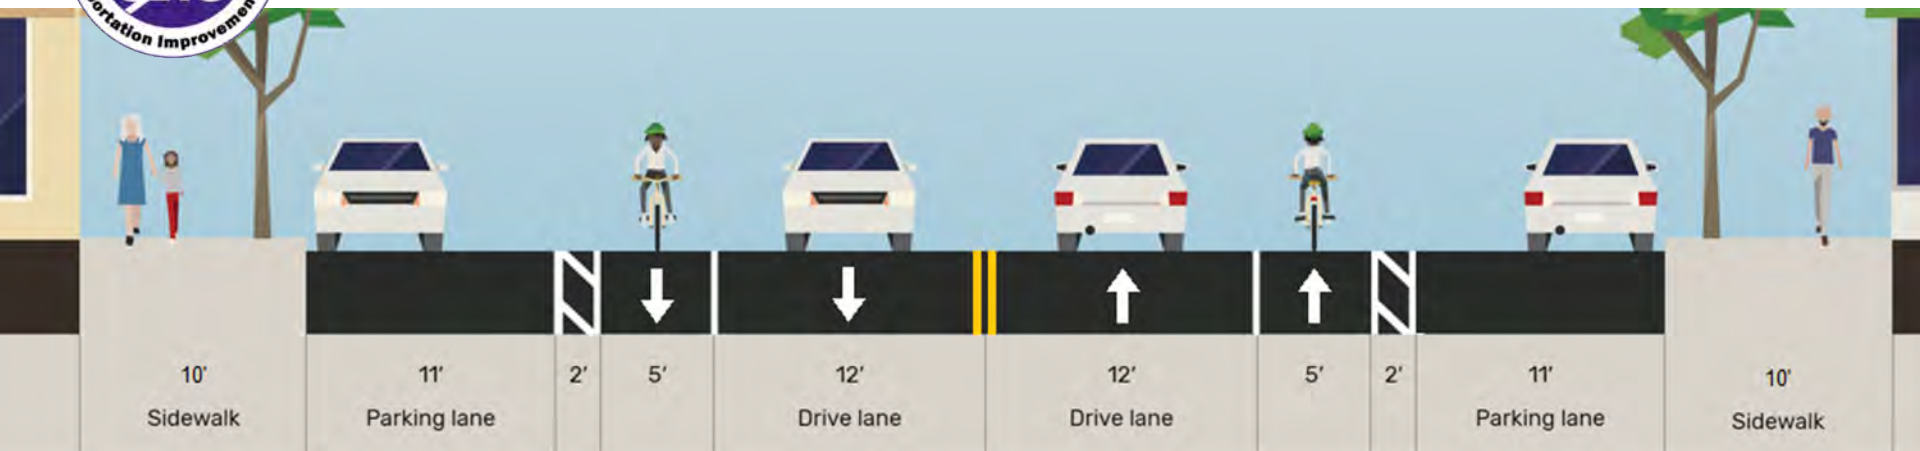 ortation Improvemen
10'
11'
2'
5'
12'
12'
5'
2'
11'
10'
Sidewalk
Parking lane
Drive lane
Drive lane
Parking lane
Sidewalk